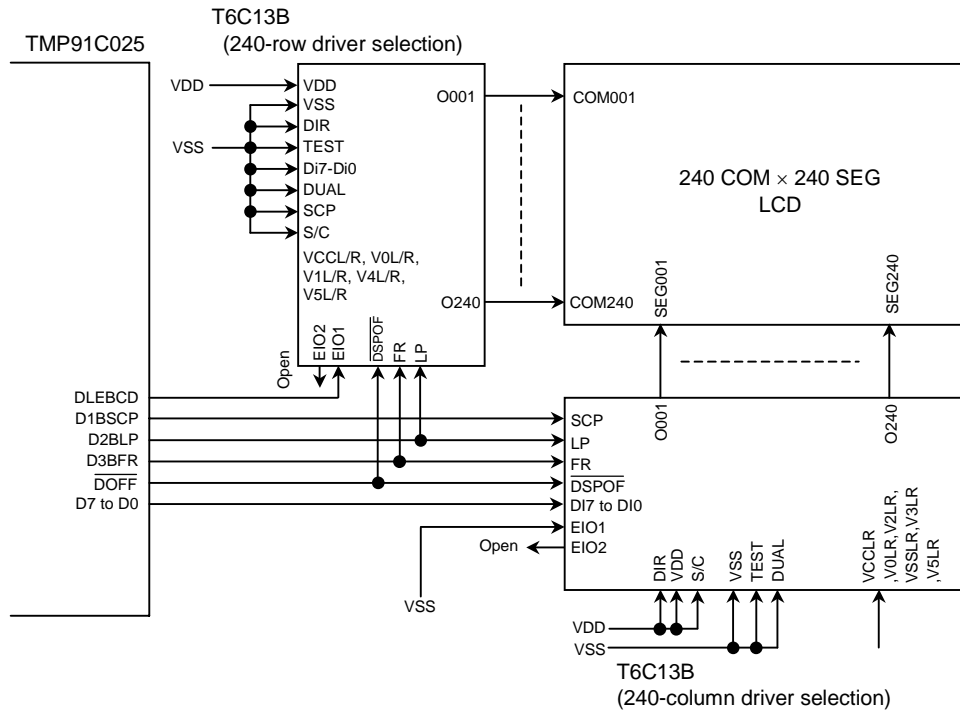 T6C13B
(240-row driver selection)
TMP91C025
VDD
VSS
VDD
VSS
DIR
TEST
Di7-Di0
DUAL
SCP
S/C
VCCL/R, V0L/R,
V1L/R, V4L/R,
V5L/R
O001
O240
Open
EIO2
EIO1
DSPOF
FR
LP
COM001
COM240
240 COM × 240 SEG
LCD
SEG001
SEG240
DLEBCD
D1BSCP
D2BLP
D3BFR
DOFF
D7 to D0
O001
O240
SCP
LP
FR
DSPOF
DI7 to DI0
EIO1
EIO2
Open
VSS
DIR
VDD
S/C
VSS
TEST
DUAL
VCCLR
,V0LR,V2LR,
VSSLR,V3LR
,V5LR
VDD
VSS
T6C13B
(240-column driver selection)